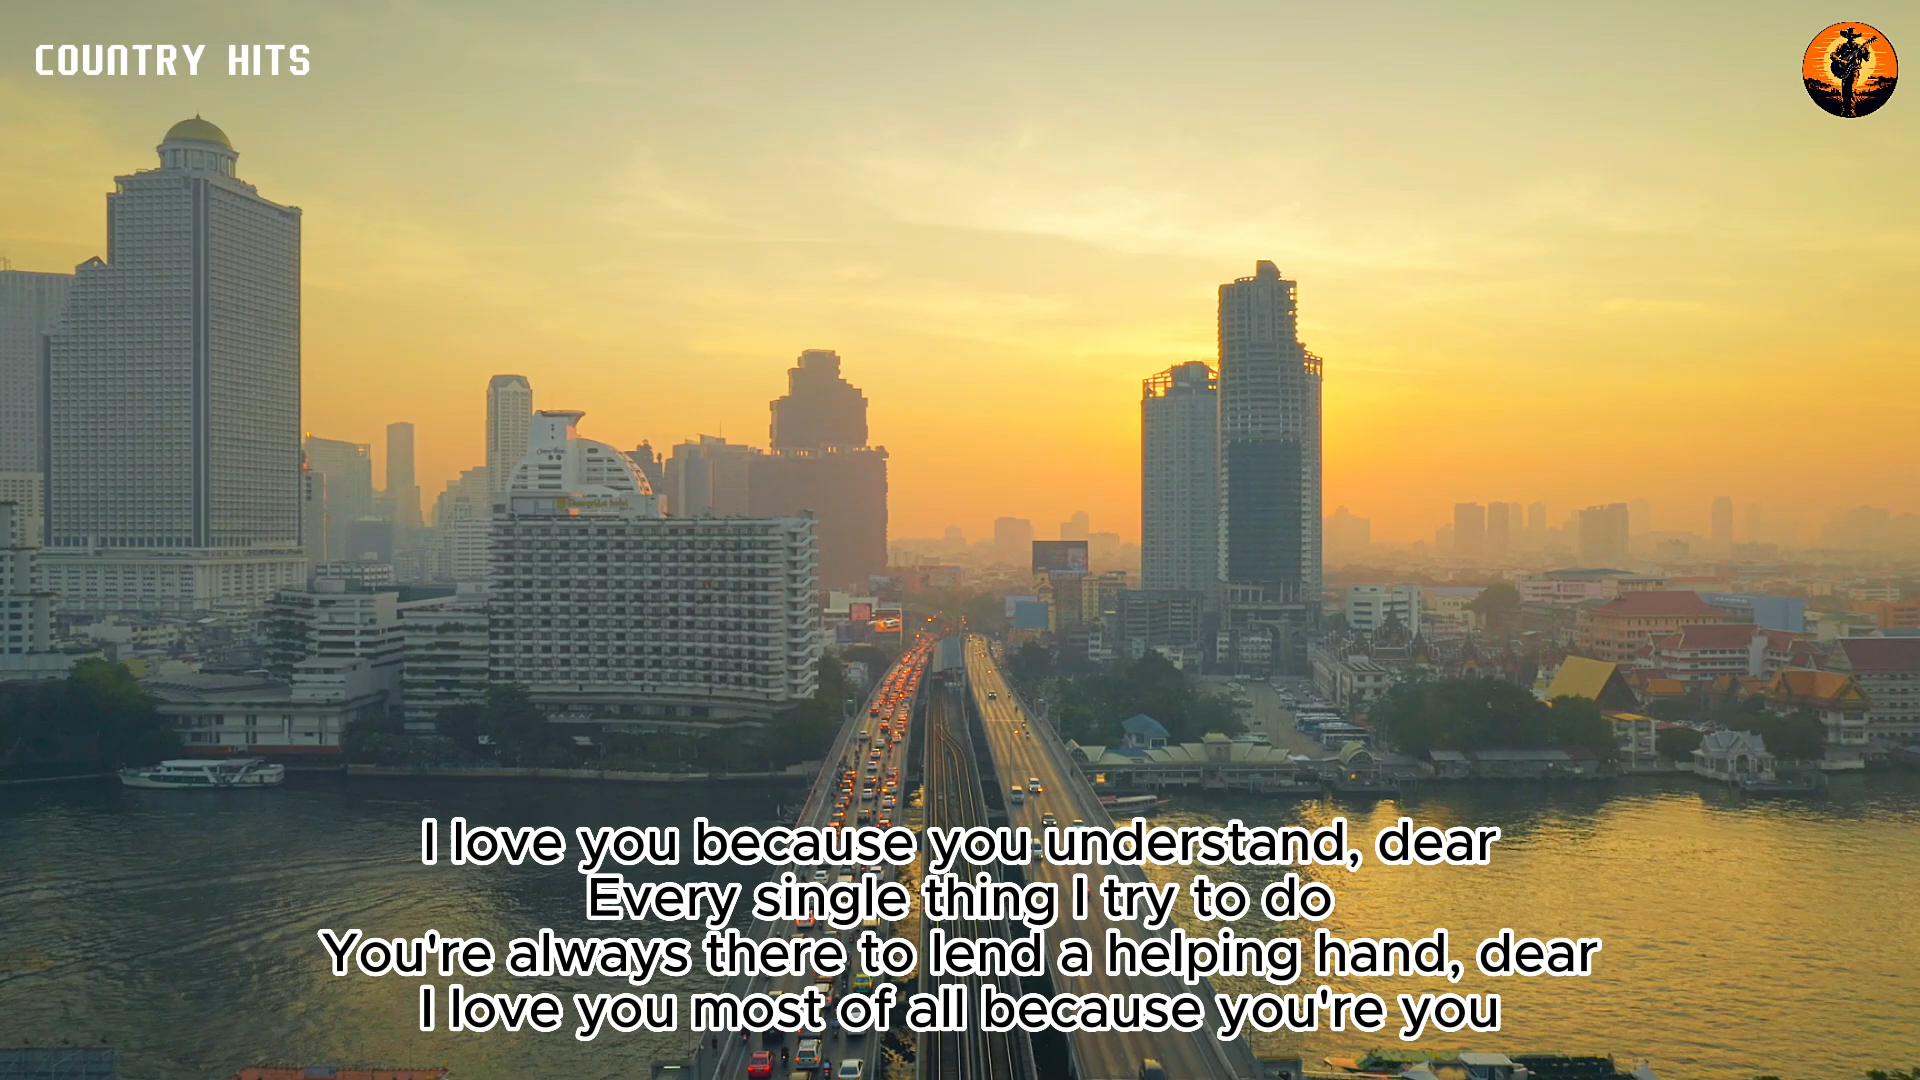 COUNTRY HITS
I love you because you understand, dear
Every single thing I try to do
You're always there to lend a helping hand, dear
I love you most of all because you're you